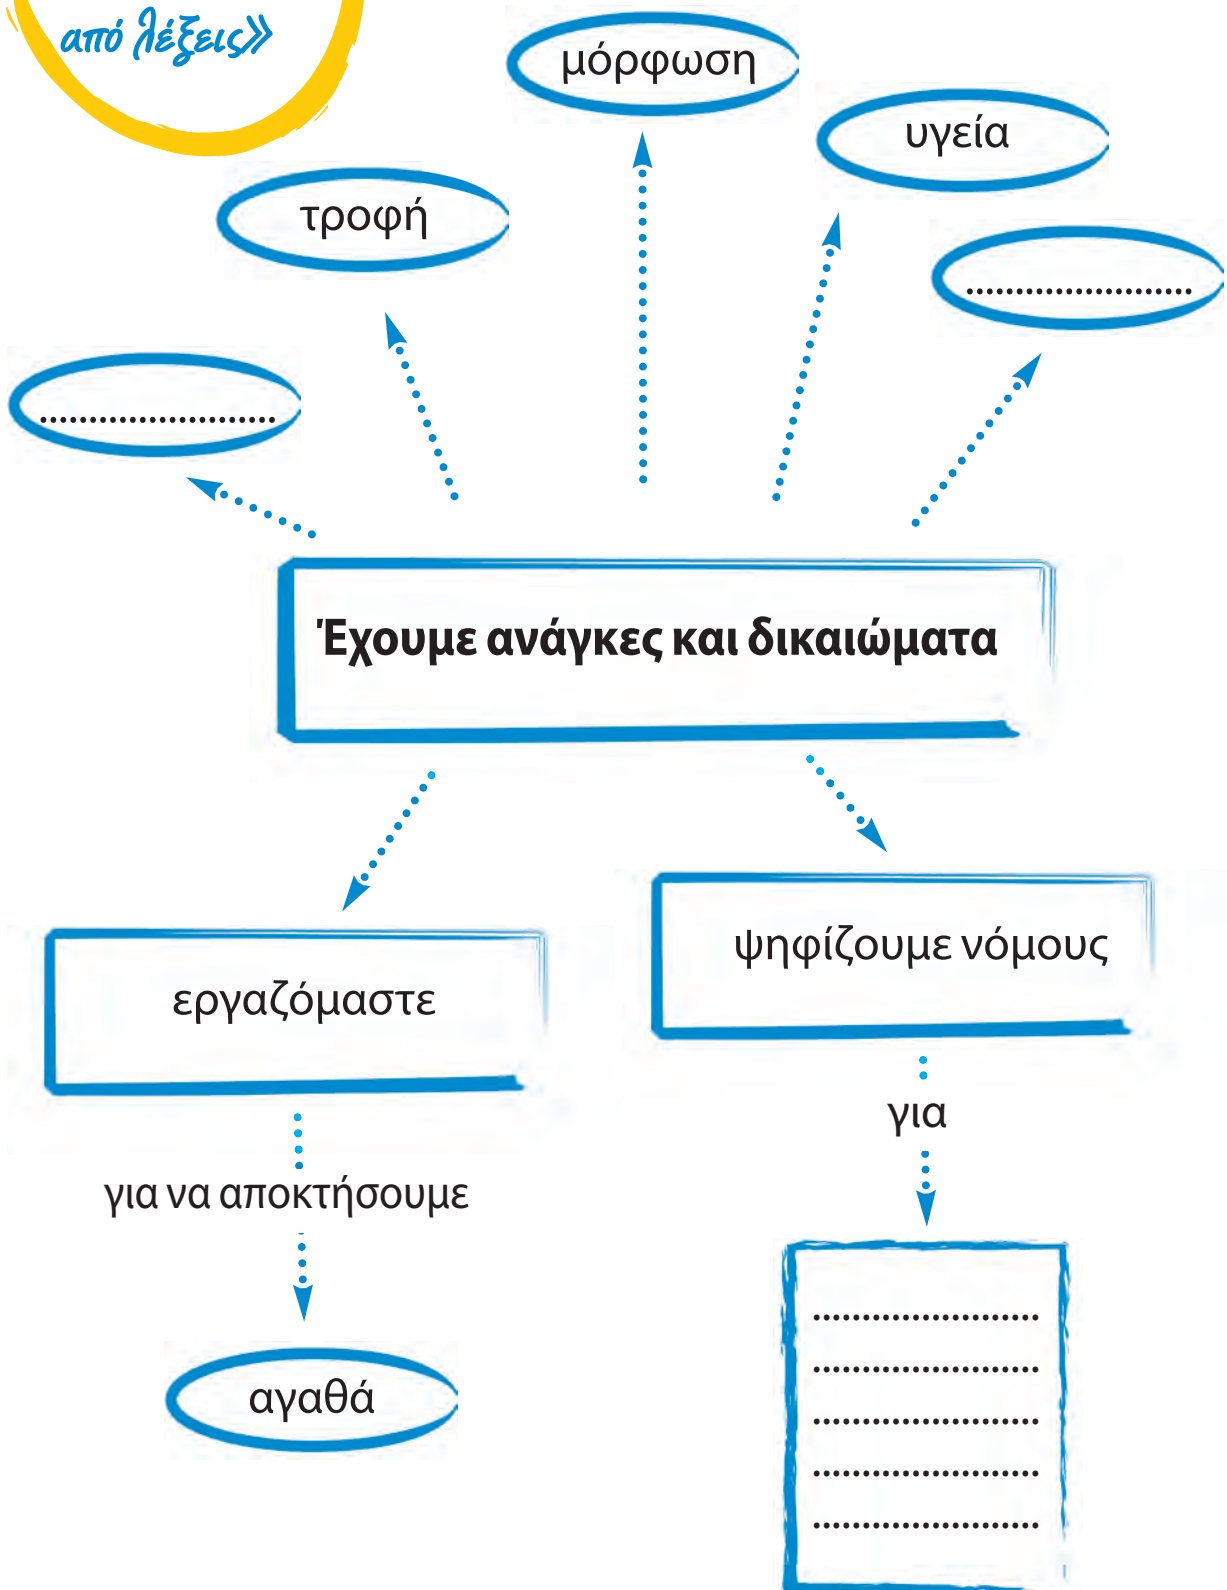 από λέξεις»
μόρφωση
υγεία
τροφή
.......................
........................
Έχουμε ανάγκες και δικαιώματα
ψηφίζουμε νόμους
εργαζόμαστε
για
για να αποκτήσουμε
αγαθά
.......................
.......................
.......................
.......................
.......................